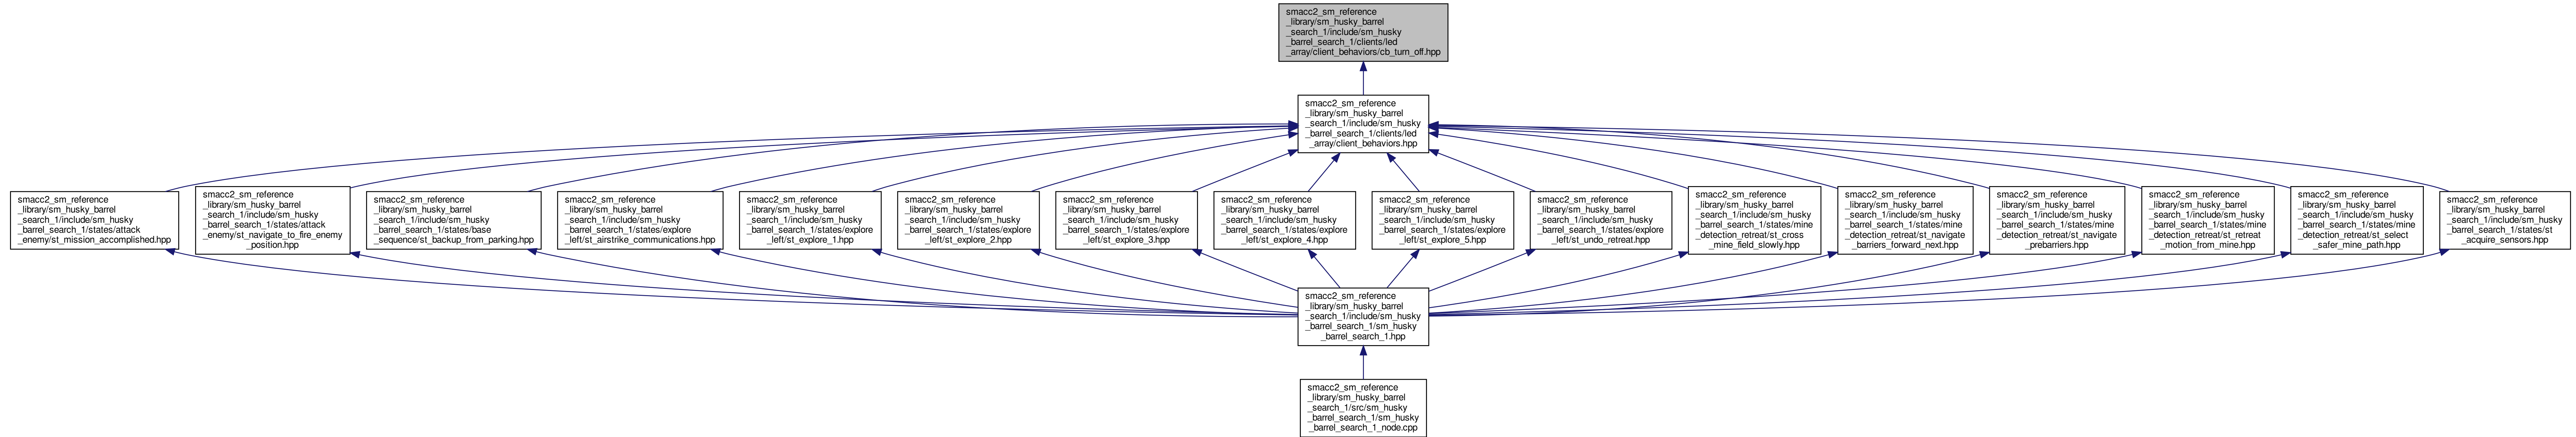 smacc2_sm_reference
_library/sm_husky_barrel
_search_1/include/sm_husky
_barrel_search_1/clients/led
_array/client_behaviors/cb_turn_off.hpp
smacc2_sm_reference
_library/sm_husky_barrel
_search_1/include/sm_husky
_barrel_search_1/clients/led
_array/client_behaviors.hpp
smacc2_sm_reference
_library/sm_husky_barrel
_search_1/include/sm_husky
_barrel_search_1/states/attack
_enemy/st_mission_accomplished.hpp
smacc2_sm_reference
_library/sm_husky_barrel
_search_1/include/sm_husky
_barrel_search_1/states/attack
_enemy/st_navigate_to_fire_enemy
_position.hpp
smacc2_sm_reference
_library/sm_husky_barrel
_search_1/include/sm_husky
_barrel_search_1/states/base
_sequence/st_backup_from_parking.hpp
smacc2_sm_reference
_library/sm_husky_barrel
_search_1/include/sm_husky
_barrel_search_1/states/explore
_left/st_airstrike_communications.hpp
smacc2_sm_reference
_library/sm_husky_barrel
_search_1/include/sm_husky
_barrel_search_1/states/explore
_left/st_explore_1.hpp
smacc2_sm_reference
_library/sm_husky_barrel
_search_1/include/sm_husky
_barrel_search_1/states/explore
_left/st_explore_2.hpp
smacc2_sm_reference
_library/sm_husky_barrel
_search_1/include/sm_husky
_barrel_search_1/states/explore
_left/st_explore_3.hpp
smacc2_sm_reference
_library/sm_husky_barrel
_search_1/include/sm_husky
_barrel_search_1/states/explore
_left/st_explore_4.hpp
smacc2_sm_reference
_library/sm_husky_barrel
_search_1/include/sm_husky
_barrel_search_1/states/explore
_left/st_explore_5.hpp
smacc2_sm_reference
_library/sm_husky_barrel
_search_1/include/sm_husky
_barrel_search_1/states/explore
_left/st_undo_retreat.hpp
smacc2_sm_reference
_library/sm_husky_barrel
_search_1/include/sm_husky
_barrel_search_1/states/mine
_detection_retreat/st_cross
_mine_field_slowly.hpp
smacc2_sm_reference
_library/sm_husky_barrel
_search_1/include/sm_husky
_barrel_search_1/states/mine
_detection_retreat/st_navigate
_barriers_forward_next.hpp
smacc2_sm_reference
_library/sm_husky_barrel
_search_1/include/sm_husky
_barrel_search_1/states/mine
_detection_retreat/st_navigate
_prebarriers.hpp
smacc2_sm_reference
_library/sm_husky_barrel
_search_1/include/sm_husky
_barrel_search_1/states/mine
_detection_retreat/st_retreat
_motion_from_mine.hpp
smacc2_sm_reference
_library/sm_husky_barrel
_search_1/include/sm_husky
_barrel_search_1/states/mine
_detection_retreat/st_select
_safer_mine_path.hpp
smacc2_sm_reference
_library/sm_husky_barrel
_search_1/include/sm_husky
_barrel_search_1/states/st
_acquire_sensors.hpp
smacc2_sm_reference
_library/sm_husky_barrel
_search_1/include/sm_husky
_barrel_search_1/sm_husky
_barrel_search_1.hpp
smacc2_sm_reference
_library/sm_husky_barrel
_search_1/src/sm_husky
_barrel_search_1/sm_husky
_barrel_search_1_node.cpp